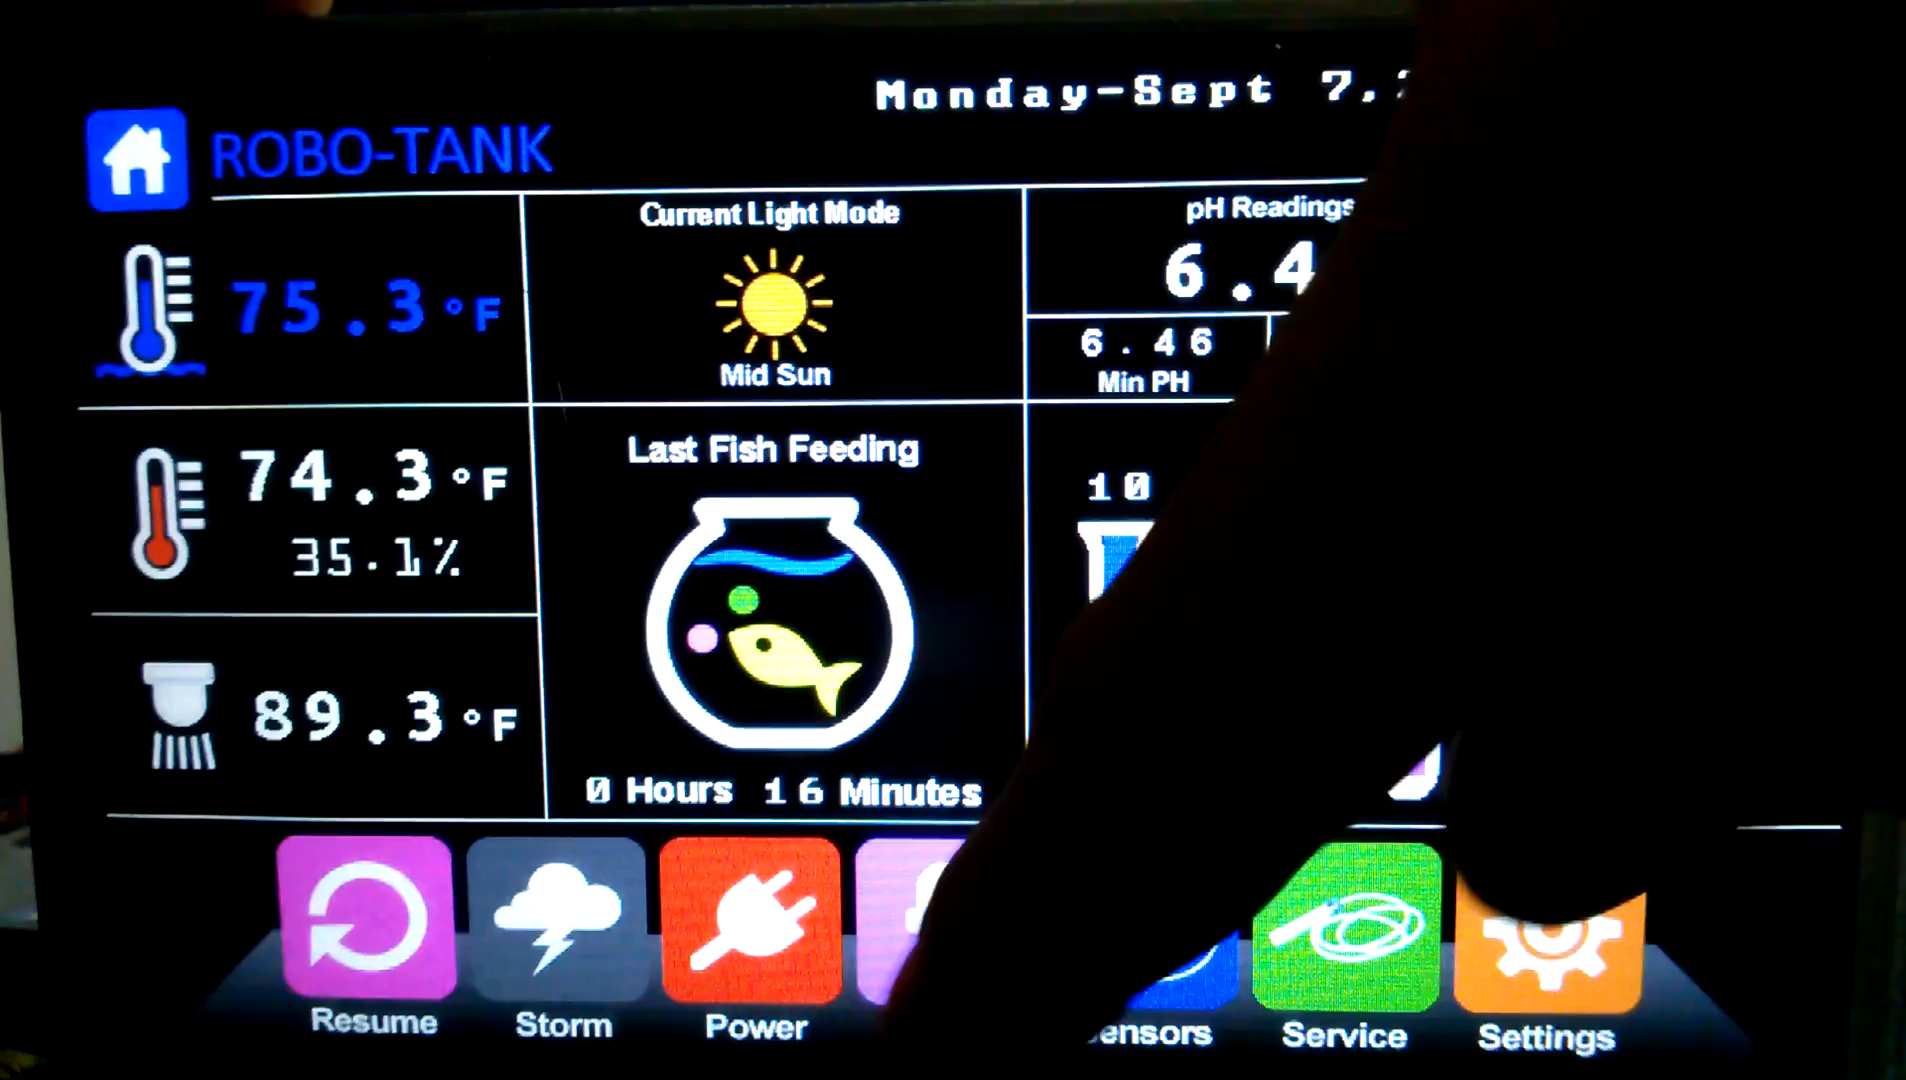 Monday-Sept 7,
ROBO-TANK
75.3°F
Current Light Mode
Mid Sun
pH Readings
6.4
6.46
Min PH
74.3°F
35.1%
Last Fish Feeding
10
89.3°F
0 Hours 16 Minutes
Resume
Storm
Power
ensors
Service
Settings